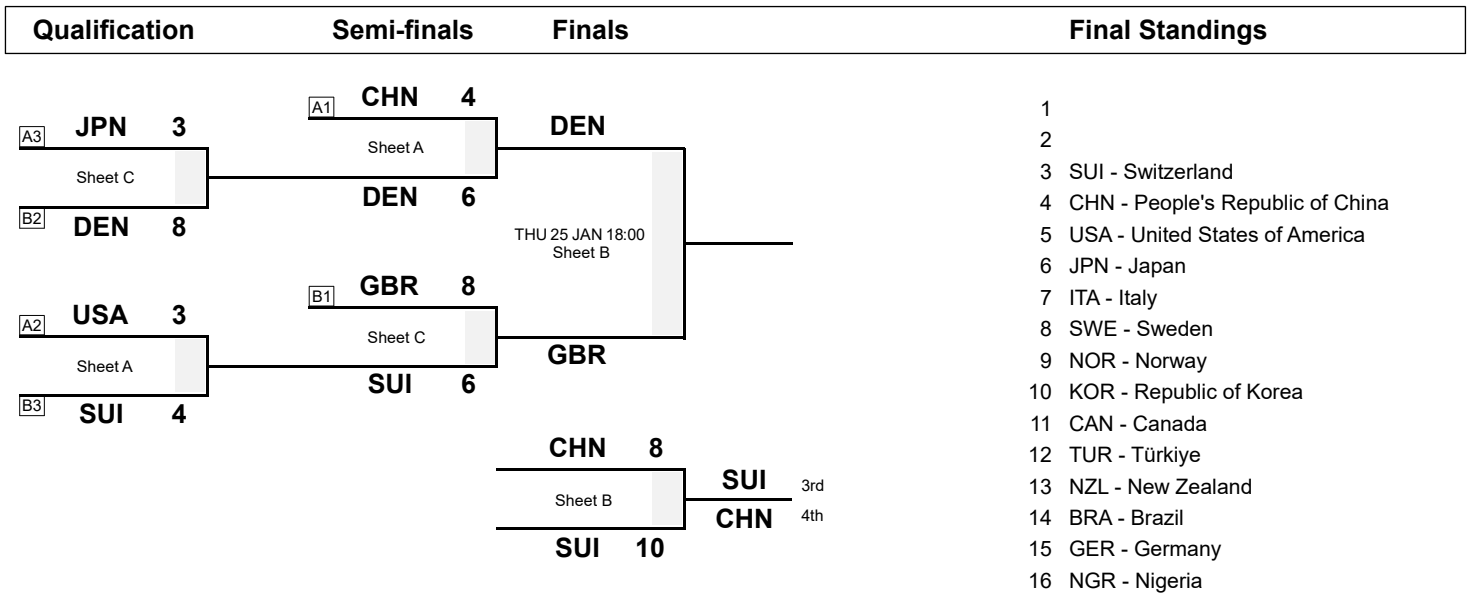 Qualification Semi-finals Finals Final Standings
A3 JPN 3
Sheet C
B2 DEN 8
A2 USA 3
Sheet A
B3 SUI 4
A1 CHN 4
Sheet A
DEN 6
B1 GBR 8
Sheet C
SUI 6
DEN
THU 25 JAN 18:00
Sheet B
GBR
CHN 8
Sheet B
SUI 10
SUI 3rd
CHN 4th
1
2
3 SUI - Switzerland
4 CHN - People's Republic of China
5 USA - United States of America
6 JPN - Japan
7 ITA - Italy
8 SWE - Sweden
9 NOR - Norway
10 KOR - Republic of Korea
11 CAN - Canada
12 TUR - Türkiye
13 NZL - New Zealand
14 BRA - Brazil
15 GER - Germany
16 NGR - Nigeria